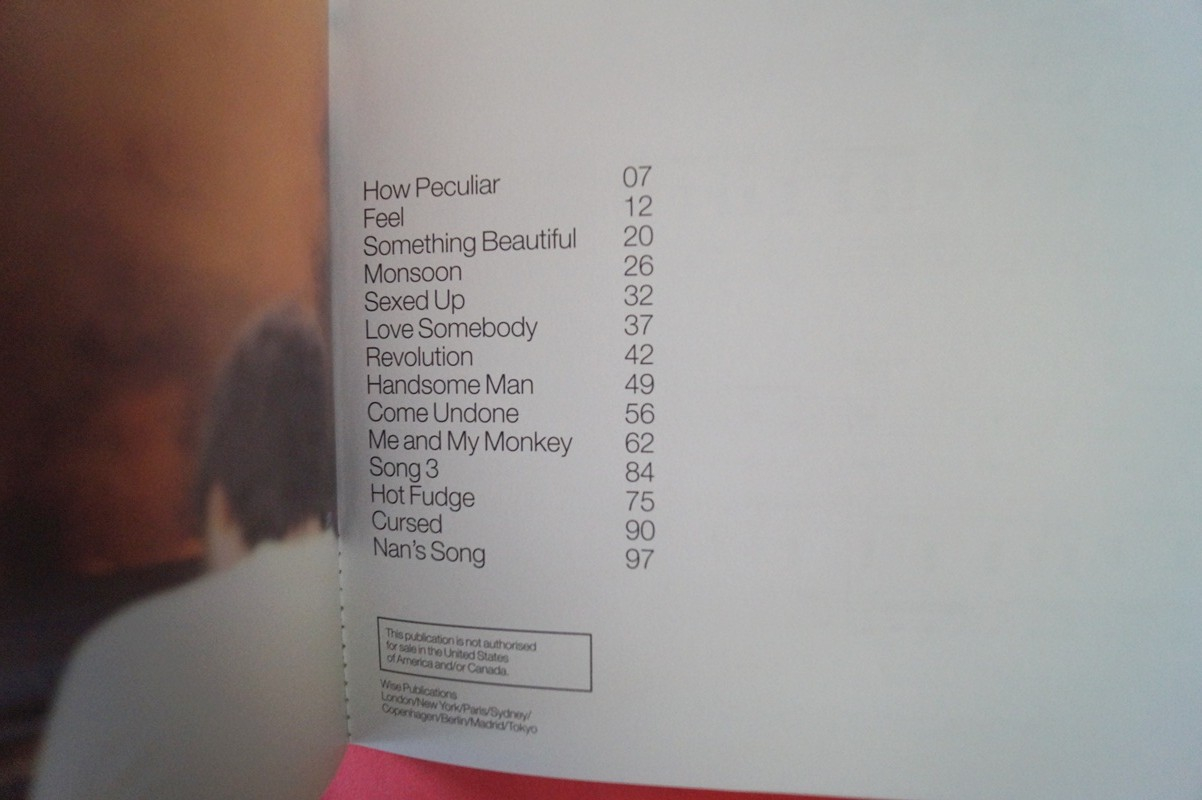 How Peculiar 07
Feel 12
Something Beautiful 20
Monsoon 26
Sexed Up 32
Love Somebody 37
Revolution 42
Handsome Man 49
Come Undone 56
Me and My Monkey 62
Song 3 84
Hot Fudge 75
Cursed 90
Nan's Song 97
This publication is not authorised
for sale in the United States
of America and/or Canada.
Wise Publications
London/New York/Paris/Sydney/
Copenhagen/Berlin/Madrid/Tokyo